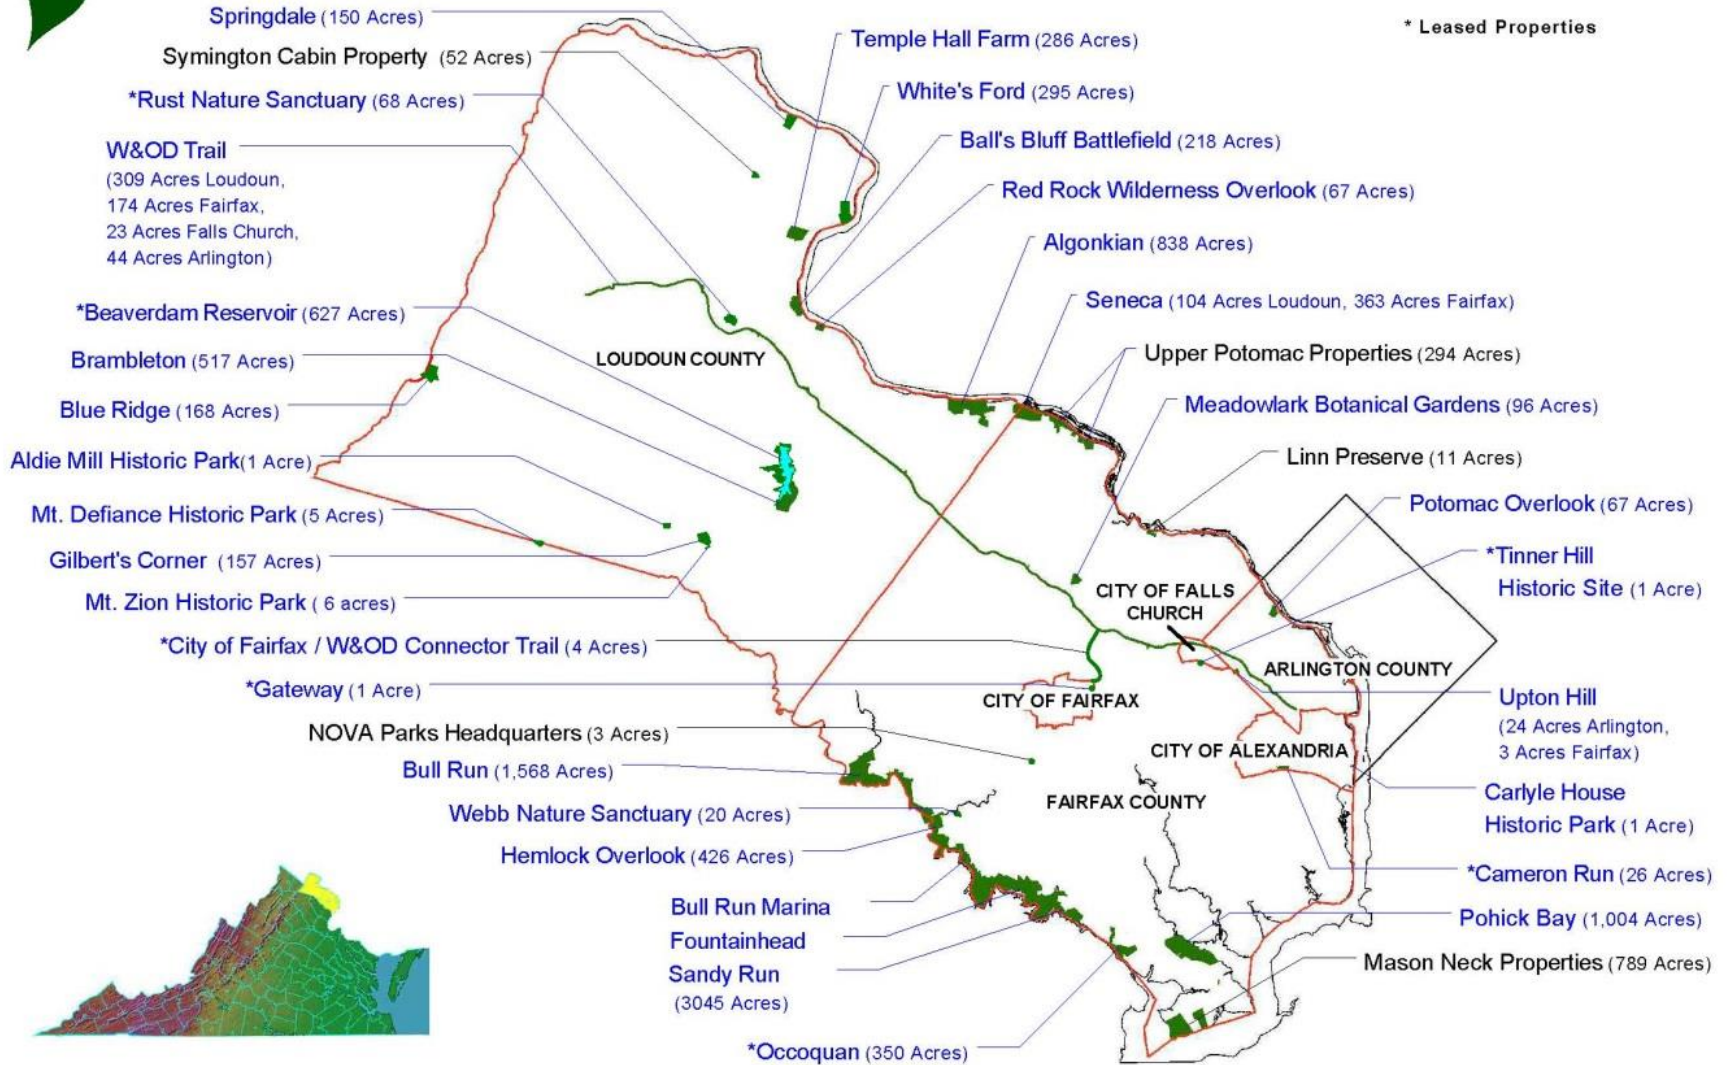 Springdale (150 Acres)
* Leased Properties
Symington Cabin Property (52 Acres)
Temple Hall Farm (286 Acres)
*Rust Nature Sanctuary (68 Acres)
White's Ford (295 Acres)
W&OD Trail
(309 Acres Loudoun,
174 Acres Fairfax,
23 Acres Falls Church,
44 Acres Arlington)
Ball's Bluff Battlefield (218 Acres)
Red Rock Wilderness Overlook (67 Acres)
Algonkian (838 Acres)
*Beaverdam Reservoir (627 Acres)
Seneca (104 Acres Loudoun, 363 Acres Fairfax)
Brambleton (517 Acres)
LOUDOUN COUNTY
Upper Potomac Properties (294 Acres)
Blue Ridge (168 Acres)
Meadowlark Botanical Gardens (96 Acres)
Aldie Mill Historic Park(1 Acre)
Linn Preserve (11 Acres)
Mt. Defiance Historic Park (5 Acres)
Potomac Overlook (67 Acres)
Gilbert's Corner (157 Acres)
*Tinner Hill
Historic Site (1 Acre)
Mt. Zion Historic Park ( 6 acres)
CITY OF FALLS
CHURCH
*City of Fairfax / W&OD Connector Trail (4 Acres)
ARLINGTON COUNTY
*Gateway (1 Acre)
CITY OF FAIRFAX
Upton Hill
(24 Acres Arlington,
3 Acres Fairfax)
NOVA Parks Headquarters (3 Acres)
CITY OF ALEXANDRIA
Bull Run (1,568 Acres)
FAIRFAX COUNTY
Carlyle House
Historic Park (1 Acre)
Webb Nature Sanctuary (20 Acres)
Hemlock Overlook (426 Acres)
*Cameron Run (26 Acres)
Bull Run Marina
Fountainhead
Sandy Run
(3045 Acres)
Pohick Bay (1,004 Acres)
Mason Neck Properties (789 Acres)
*Occoquan (350 Acres)